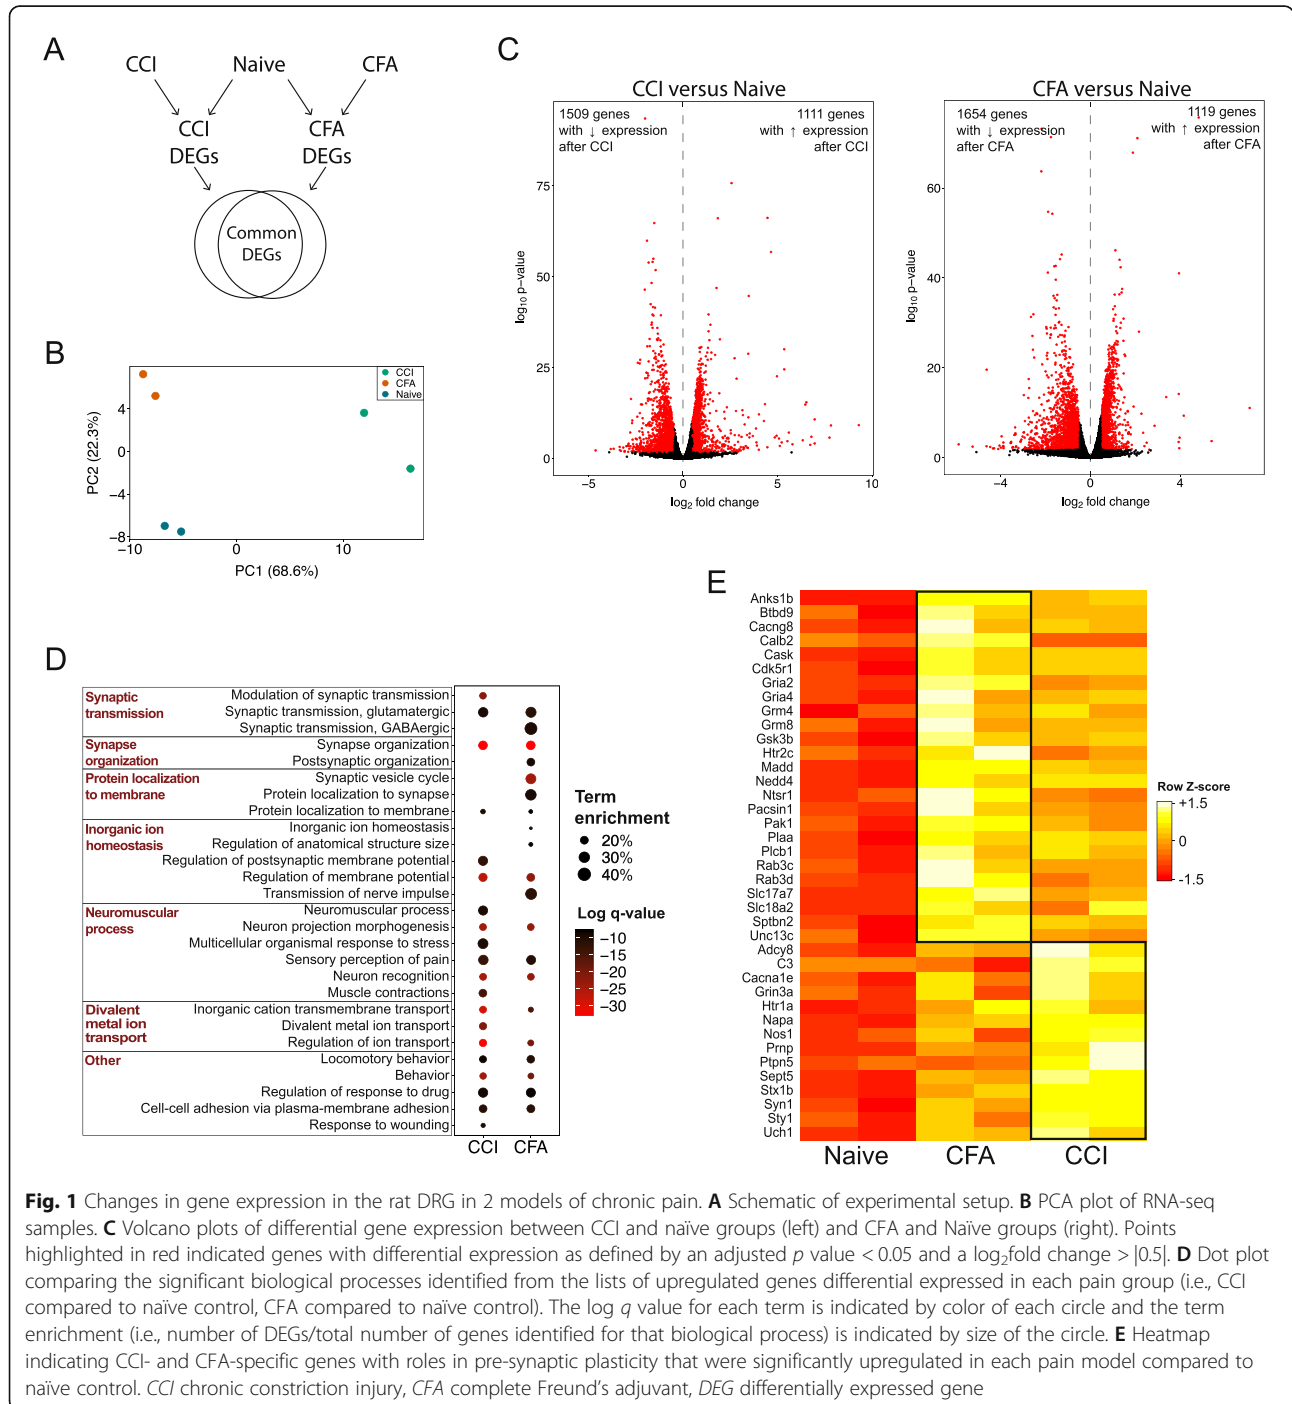 A
CCI
Naive
CFA
CCI
DEGs
CFA
DEGs
Common
DEGs
B
CCI
CFA
Naive
PC2 (22.3%)
4
0
−4
−8
−10
0
10
PC1 (68.6%)
C
CCI versus Naive
1509 genes
with ↓ expression
after CCI
1111 genes
with ↑ expression
after CCI
log10 p-value
75
50
25
0
−5
0
5
10
log2 fold change
CFA versus Naive
1654 genes
with ↓ expression
after CFA
1119 genes
with ↑ expression
after CFA
log10 p-value
60
40
20
0
−4
0
4
log2 fold change
D
Synaptic
transmission
Modulation of synaptic transmission
Synaptic transmission, glutamatergic
Synaptic transmission, GABAergic
Synapse
organization
Synapse organization
Postsynaptic organization
Protein localization
to membrane
Synaptic vesicle cycle
Protein localization to synapse
Protein localization to membrane
Inorganic ion
homeostasis
Inorganic ion homeostasis
Regulation of anatomical structure size
Regulation of postsynaptic membrane potential
Regulation of membrane potential
Transmission of nerve impulse
Neuromuscular
process
Neuromuscular process
Neuron projection morphogenesis
Multicellular organismal response to stress
Sensory perception of pain
Neuron recognition
Muscle contractions
Divalent
metal ion
transport
Inorganic cation transmembrane transport
Divalent metal ion transport
Regulation of ion transport
Other
Locomotory behavior
Behavior
Regulation of response to drug
Cell-cell adhesion via plasma-membrane adhesion
Response to wounding
CCI
CFA
Term
enrichment
20%
30%
40%
Log q-value
−10
−15
−20
−25
−30
E
Anks1b
Btbd9
Cacng8
Calb2
Cask
Cdk5r1
Gria2
Gria4
Grm4
Grm8
Gsk3b
Htr2c
Madd
Nedd4
Ntsr1
Pacsin1
Pak1
Plaa
Plcb1
Rab3c
Rab3d
Slc17a7
Slc18a2
Sptbn2
Unc13c
Adcy8
C3
Cacna1e
Grin3a
Htr1a
Napa
Nos1
Prnp
Ptpn5
Sept5
Stx1b
Syn1
Sty1
Uch1
Naive
CFA
CCI
Row Z-score
+1.5
0
-1.5
Fig. 1 Changes in gene expression in the rat DRG in 2 models of chronic pain. A Schematic of experimental setup. B PCA plot of RNA-seq
samples. C Volcano plots of differential gene expression between CCI and naïve groups (left) and CFA and Naïve groups (right). Points
highlighted in red indicated genes with differential expression as defined by an adjusted p value < 0.05 and a log2fold change > |0.5|. D Dot plot
comparing the significant biological processes identified from the lists of upregulated genes differential expressed in each pain group (i.e., CCI
compared to naïve control, CFA compared to naïve control). The log q value for each term is indicated by color of each circle and the term
enrichment (i.e., number of DEGs/total number of genes identified for that biological process) is indicated by size of the circle. E Heatmap
indicating CCI- and CFA-specific genes with roles in pre-synaptic plasticity that were significantly upregulated in each pain model compared to
naïve control. CCI chronic constriction injury, CFA complete Freund's adjuvant, DEG differentially expressed gene